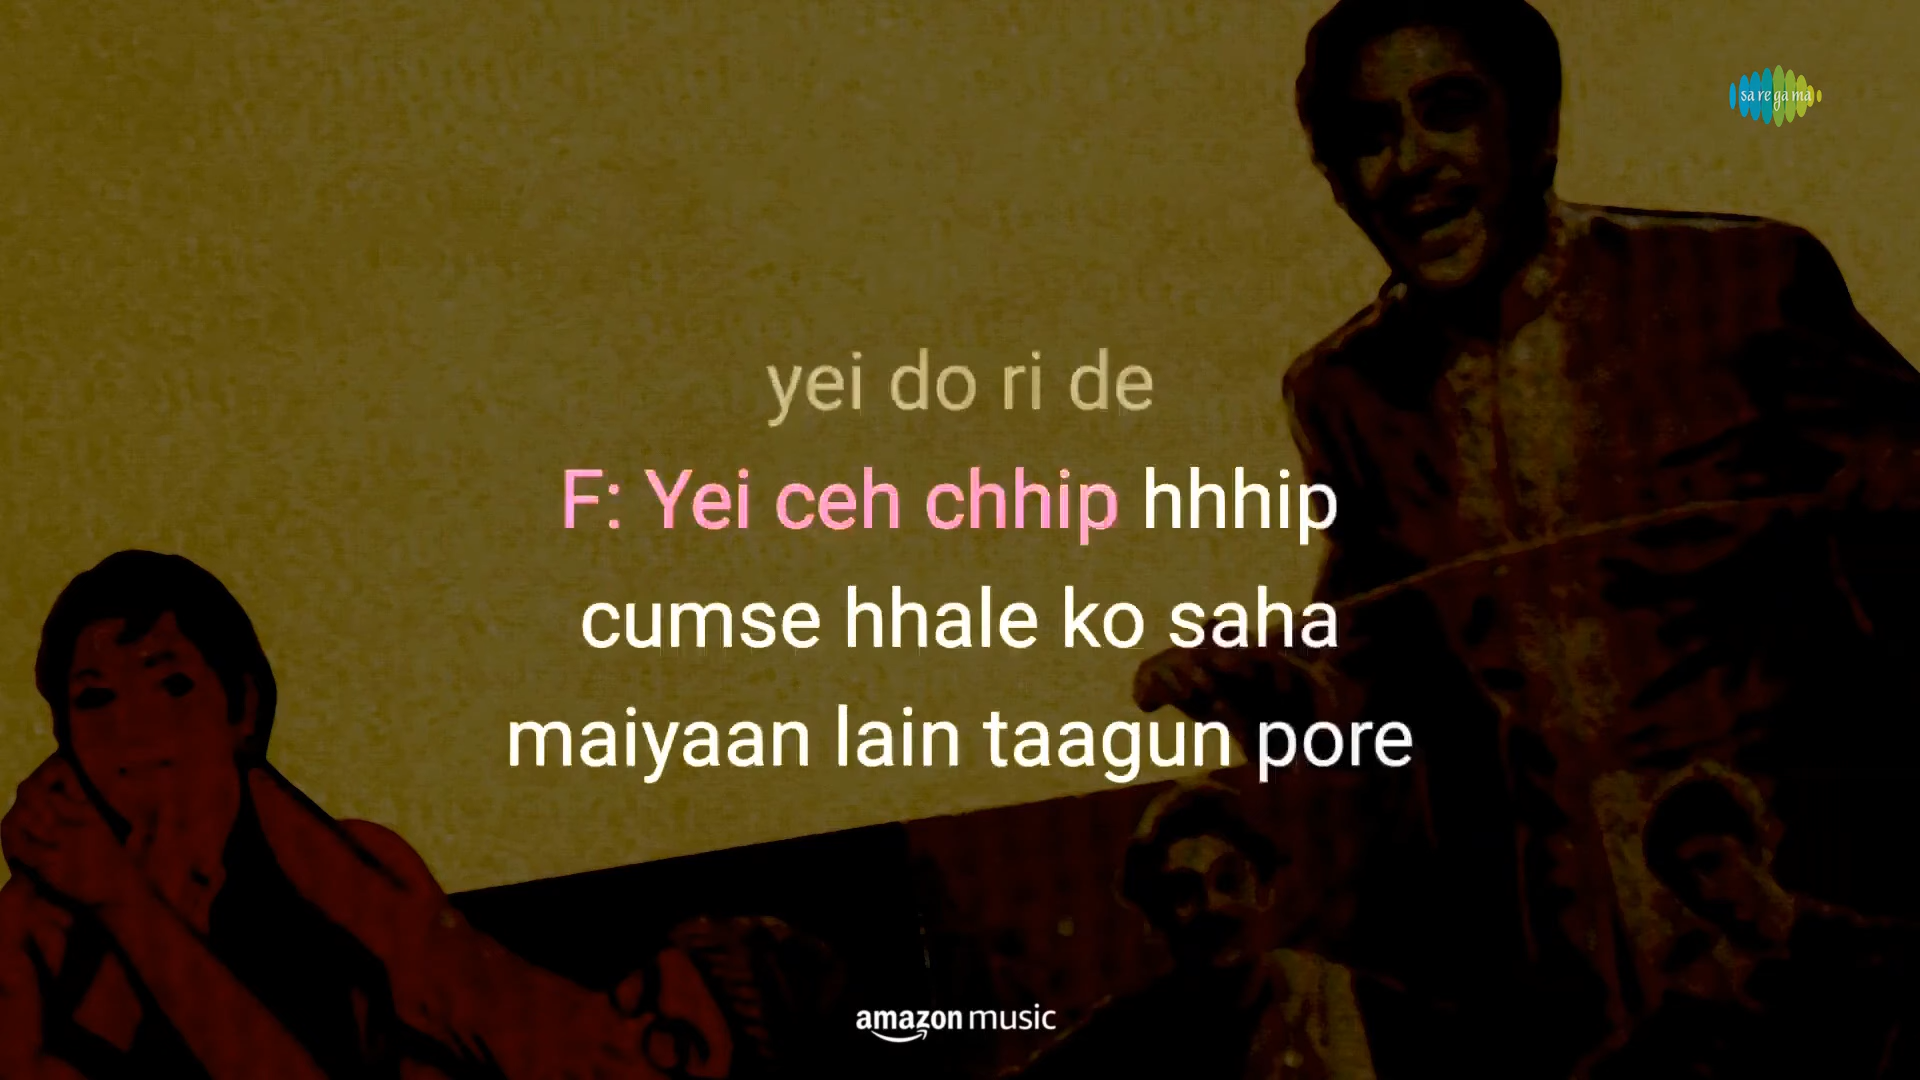 sa re ga ma
yei do ri de
F: Yei ceh chhip hhhip
cumse hhale ko saha
maiyaan lain taagun pore
amazon music